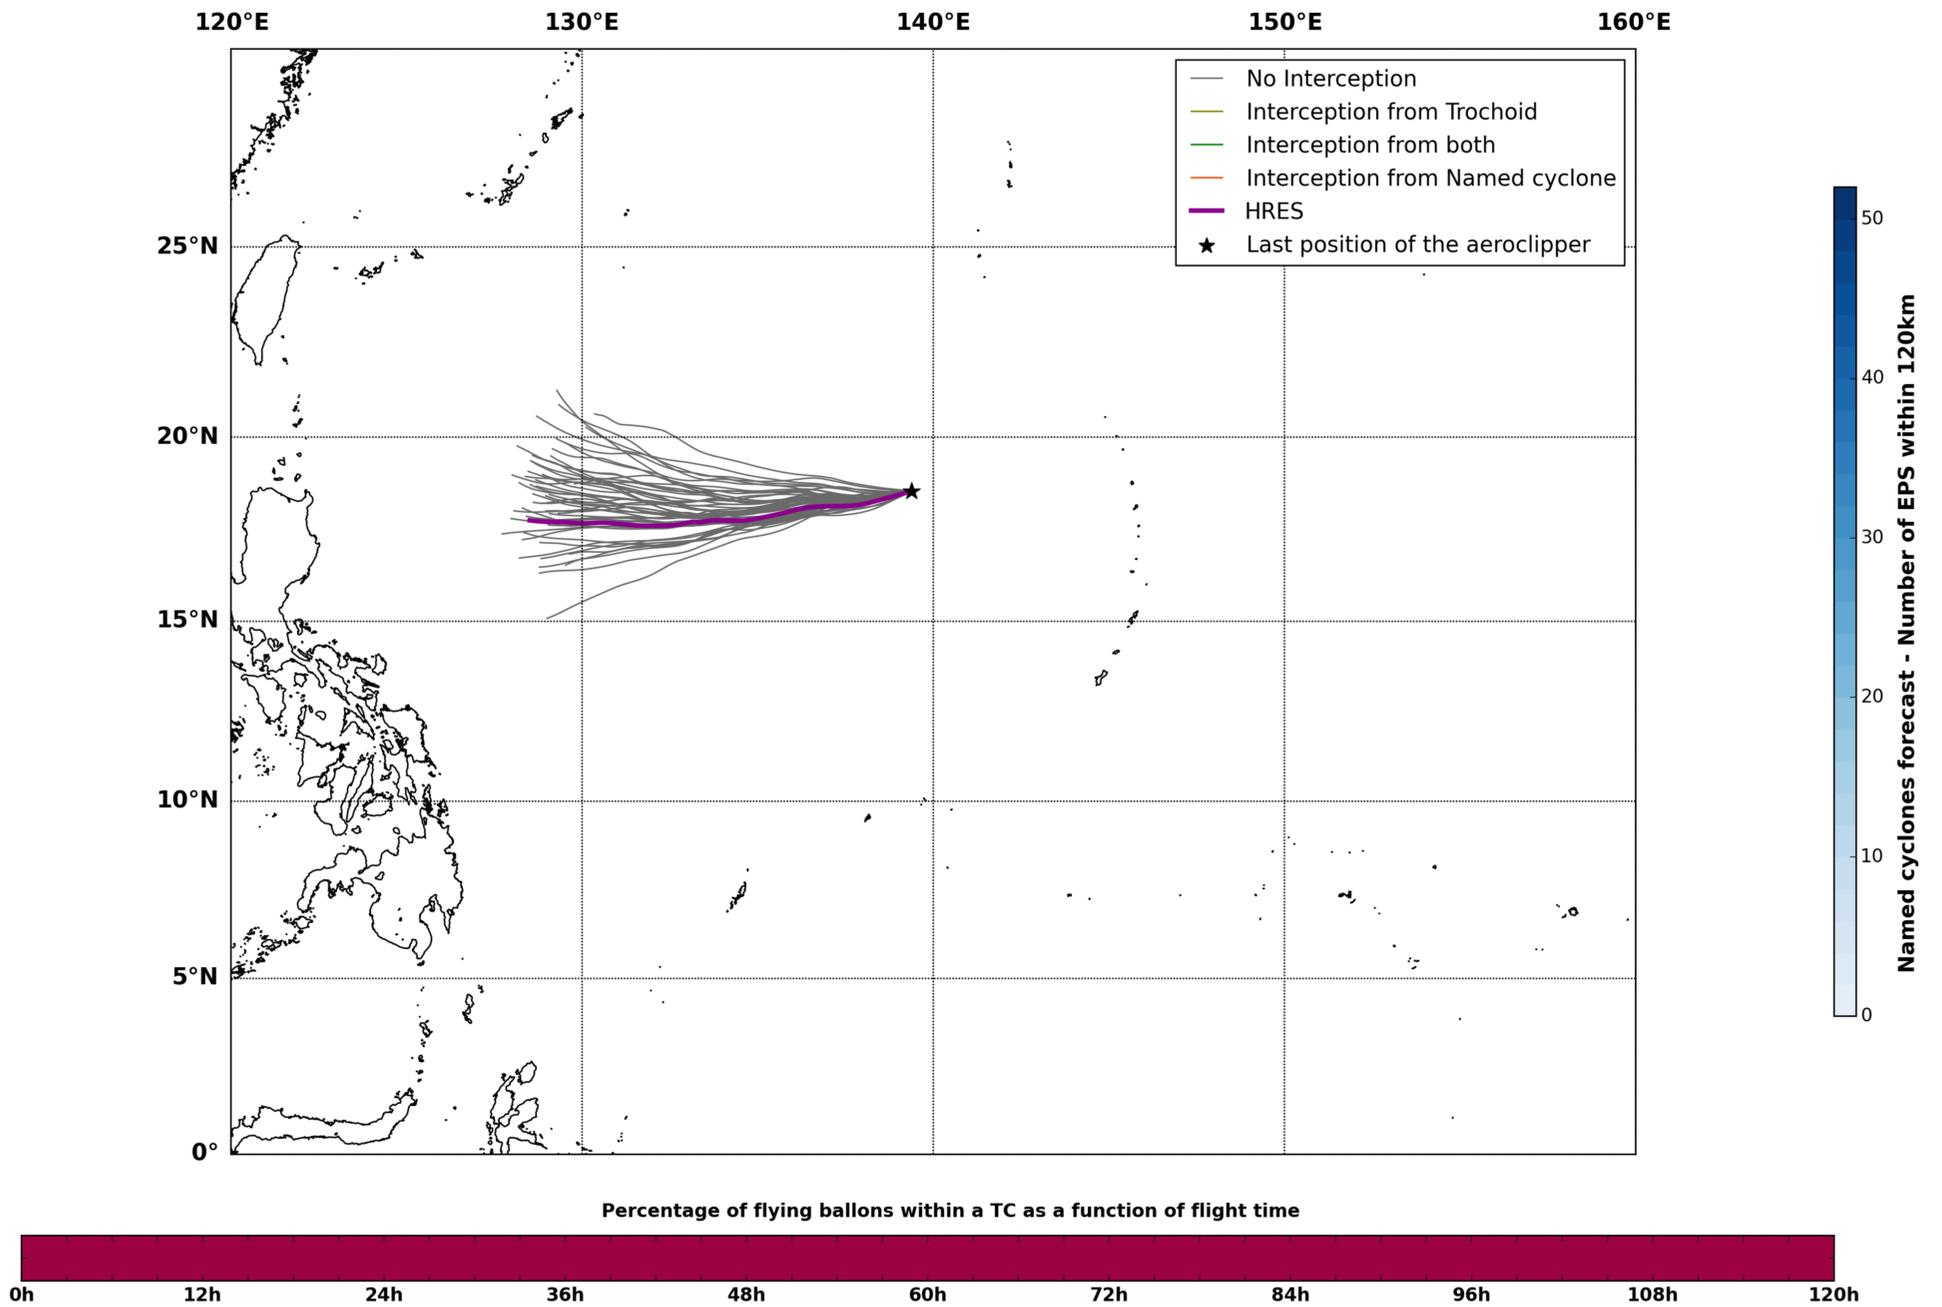 120°E 130°E 140°E 150°E 160°E
No Interception
Interception from Trochoid
Interception from both
Interception from Named cyclone
HRES
Last position of the aeroclipper
25°N
20°N
15°N
10°N
5°N
0°
50
40
30
20
10
0
Named cyclones forecast - Number of EPS within 120km
Percentage of flying ballons within a TC as a function of flight time
0h 12h 24h 36h 48h 60h 72h 84h 96h 108h 120h